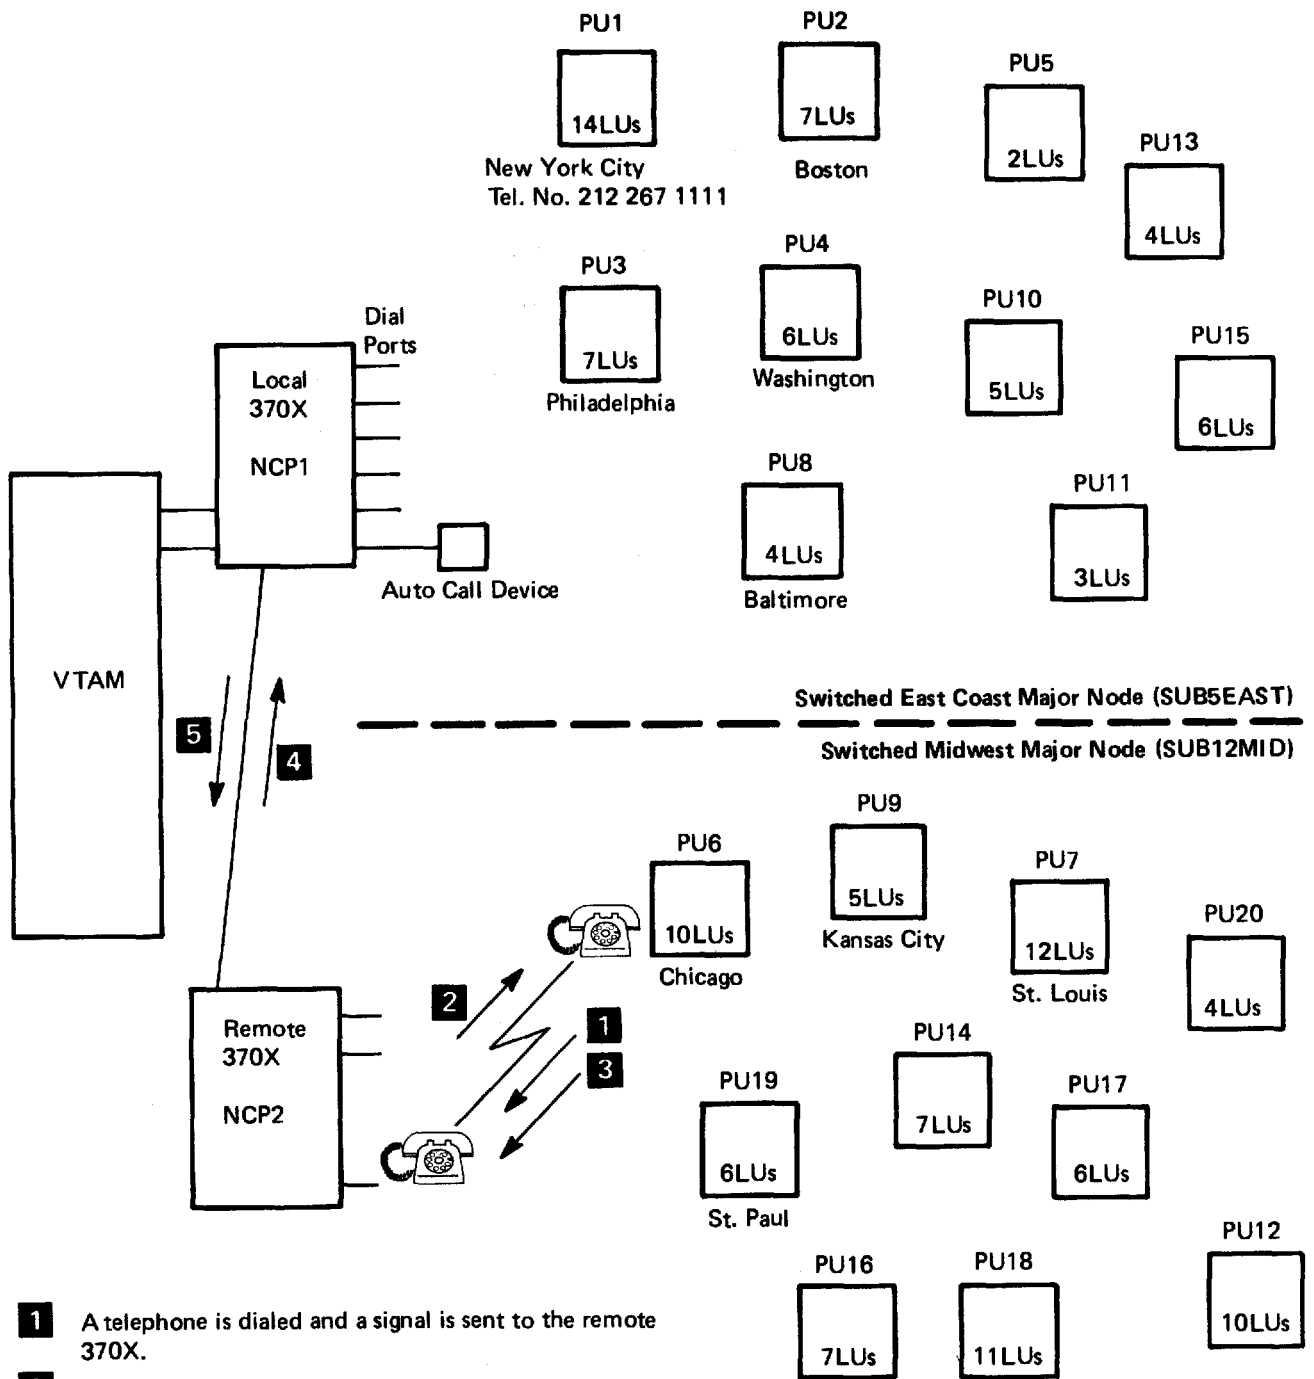 PU1
14LUs
New York City
Tel. No. 212 267 1111
PU2
7LUs
Boston
PU5
2LUs
PU13
4LUs
PU3
7LUs
Philadelphia
PU4
6LUs
Washington
PU10
5LUs
PU15
6LUs
PU8
4LUs
Baltimore
PU11
3LUs
Dial
Ports
Local
370X
NCP1
Auto Call Device
VTAM
5
4
Switched East Coast Major Node (SUB5EAST)
Switched Midwest Major Node (SUB12MID)
PU6
10LUs
Chicago
PU9
5LUs
Kansas City
PU7
12LUs
St. Louis
PU20
4LUs
2
1
3
Remote
370X
NCP2
PU19
6LUs
St. Paul
PU14
7LUs
PU17
6LUs
PU16
7LUs
PU18
11LUs
PU12
10LUs
1 A telephone is dialed and a signal is sent to the remote
370X.